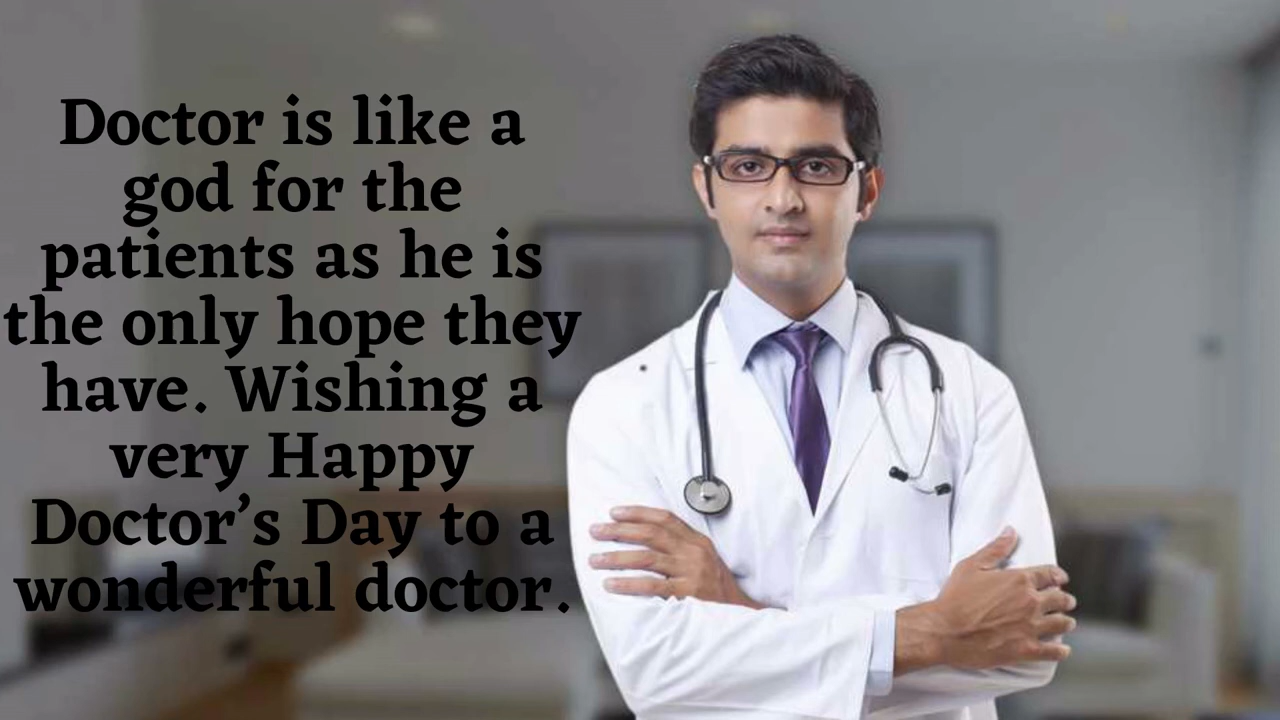 Doctor is like a
god for the
patients as he is
the only hope they
have. Wishing a
very Happy
Doctor’s Day to a
wonderful doctor.